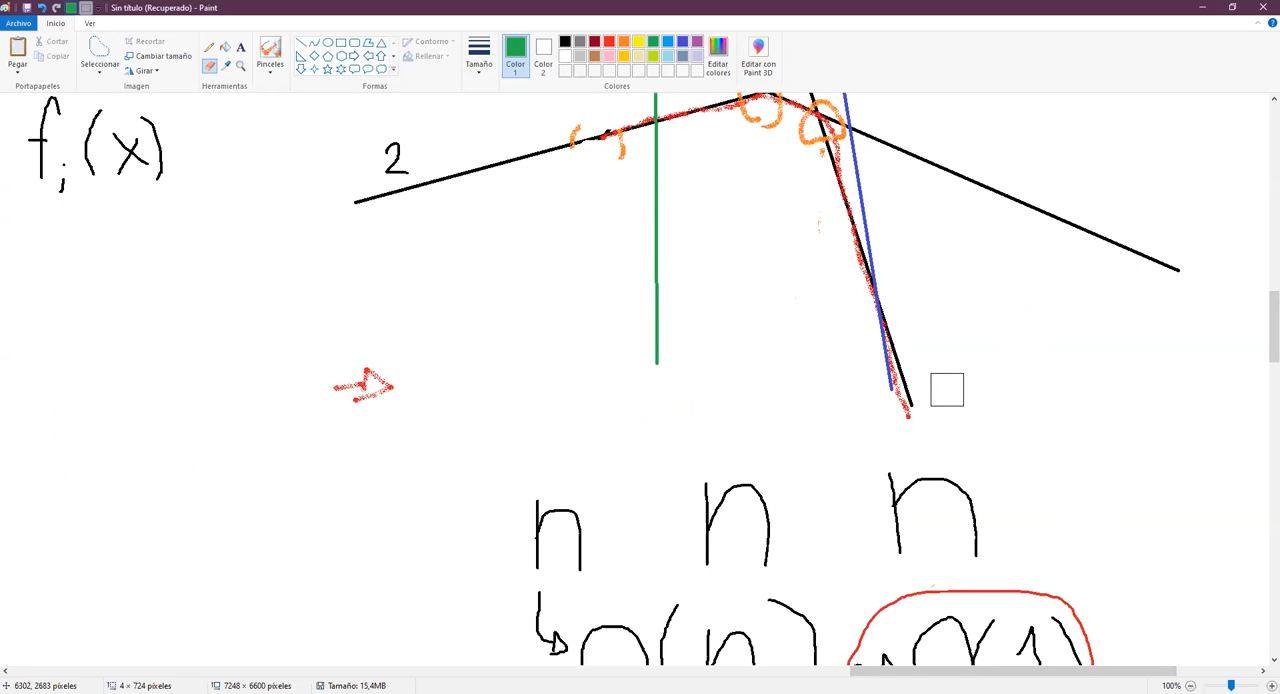 Sin título (Recuperado) - Paint
Archivo Inicio Ver
Pegar
Cortar
Copiar
Portapapeles
Seleccionar
Recortar
Cambiar tamaño
Girar
Imagen
Herramientas
Pinceles
Contorno
Rellenar
Formas
Tamaño
Color 1
Color 2
Editar colores
Colores
Editar con Paint 3D
fi(x)
2
n n n
6302, 2683 píxeles
4 × 724 píxeles
7248 × 6600 píxeles
Tamaño: 15,4MB
100%